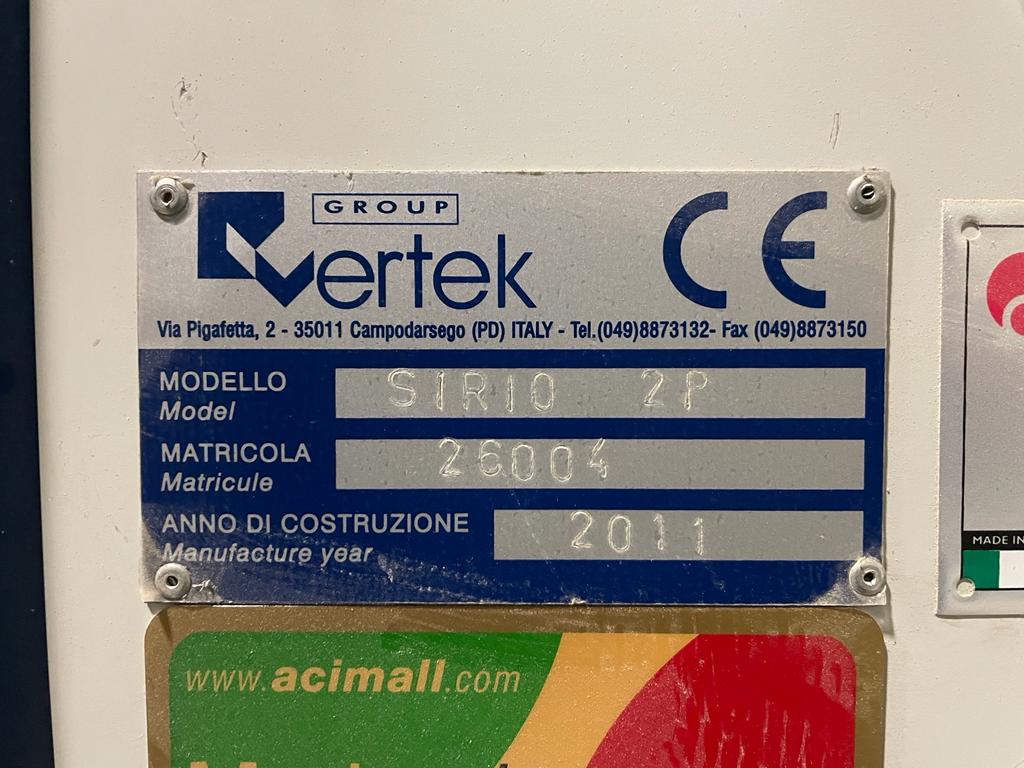 GROUP
Vertek
CE
Via Pigafetta, 2 - 35011 Campodarsego (PD) ITALY - Tel.(049)8873132- Fax (049)8873150
MODELLO
Model
SIRIO 2P
MATRICOLA
Matricule
26004
ANNO DI COSTRUZIONE
Manufacture year
2011
MADE IN
www.acimall.com